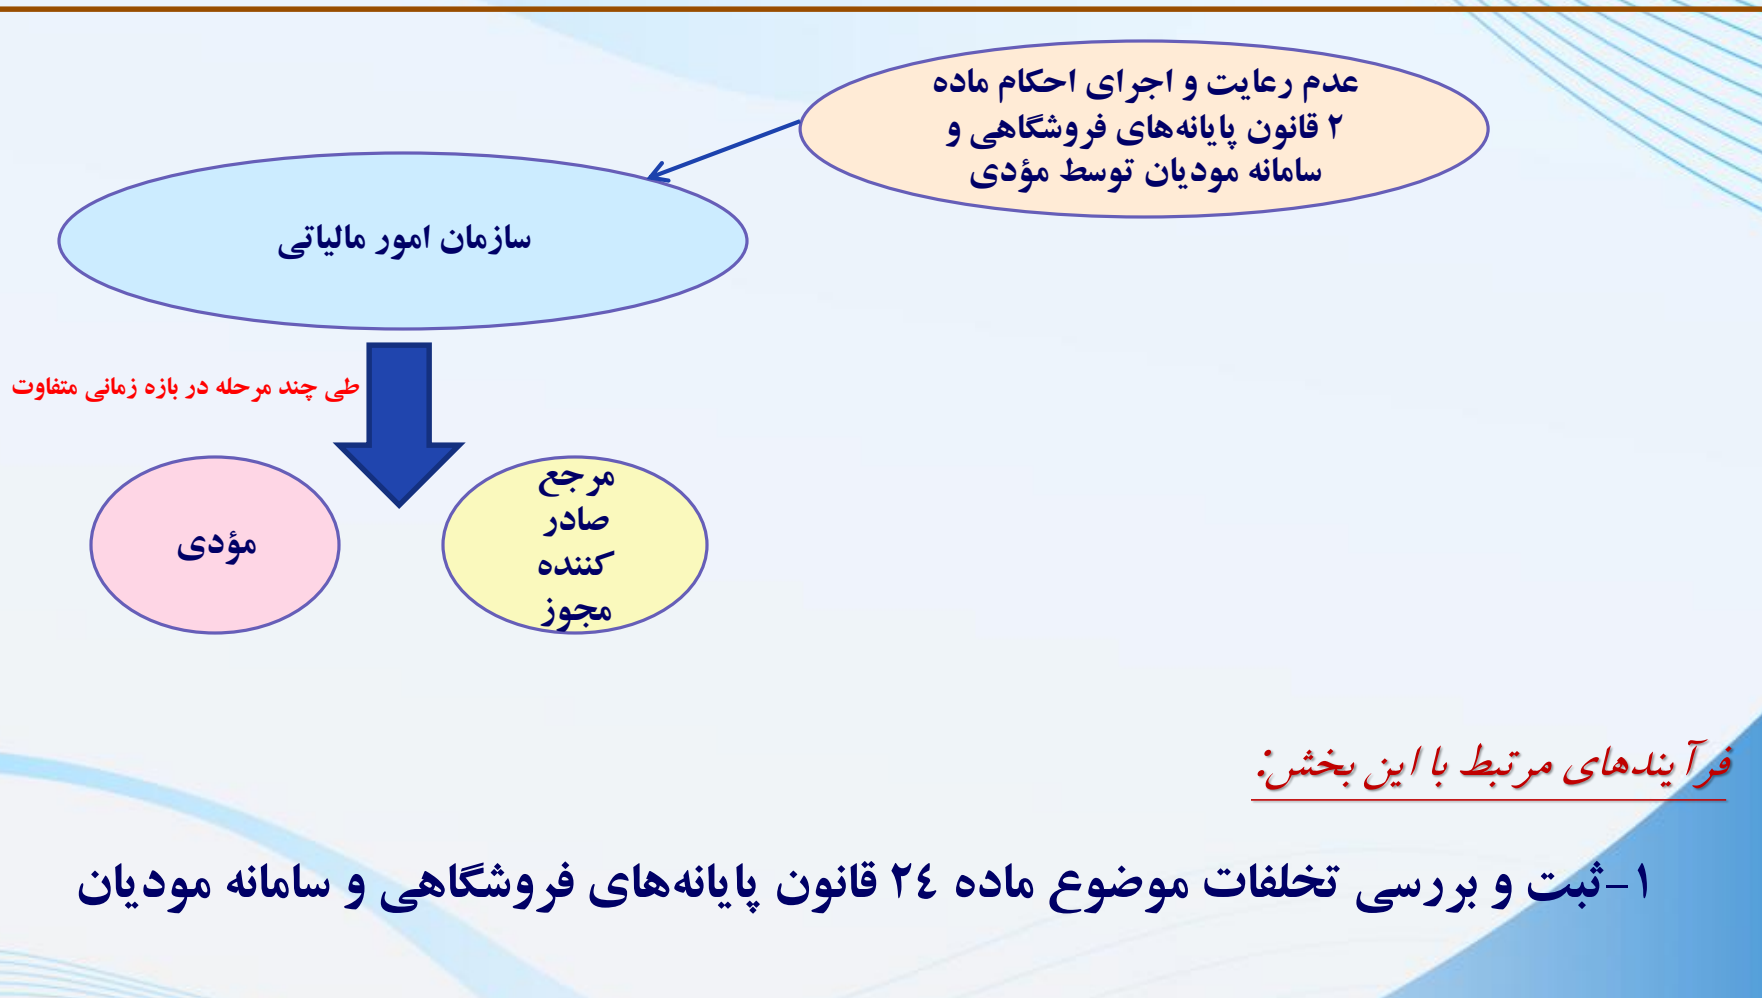 عدم رعایت و اجرای احکام ماده
۲ قانون پایانه‌های فروشگاهی و
سامانه مودیان توسط مؤدی
سازمان امور مالیاتی
طی چند مرحله در بازه زمانی متفاوت
مرجع
صادر
کننده
مجوز
مؤدی
فرآیندهای مرتبط با این بخش:
۱-ثبت و بررسی تخلفات موضوع ماده ۲٤ قانون پایانه‌های فروشگاهی و سامانه مودیان